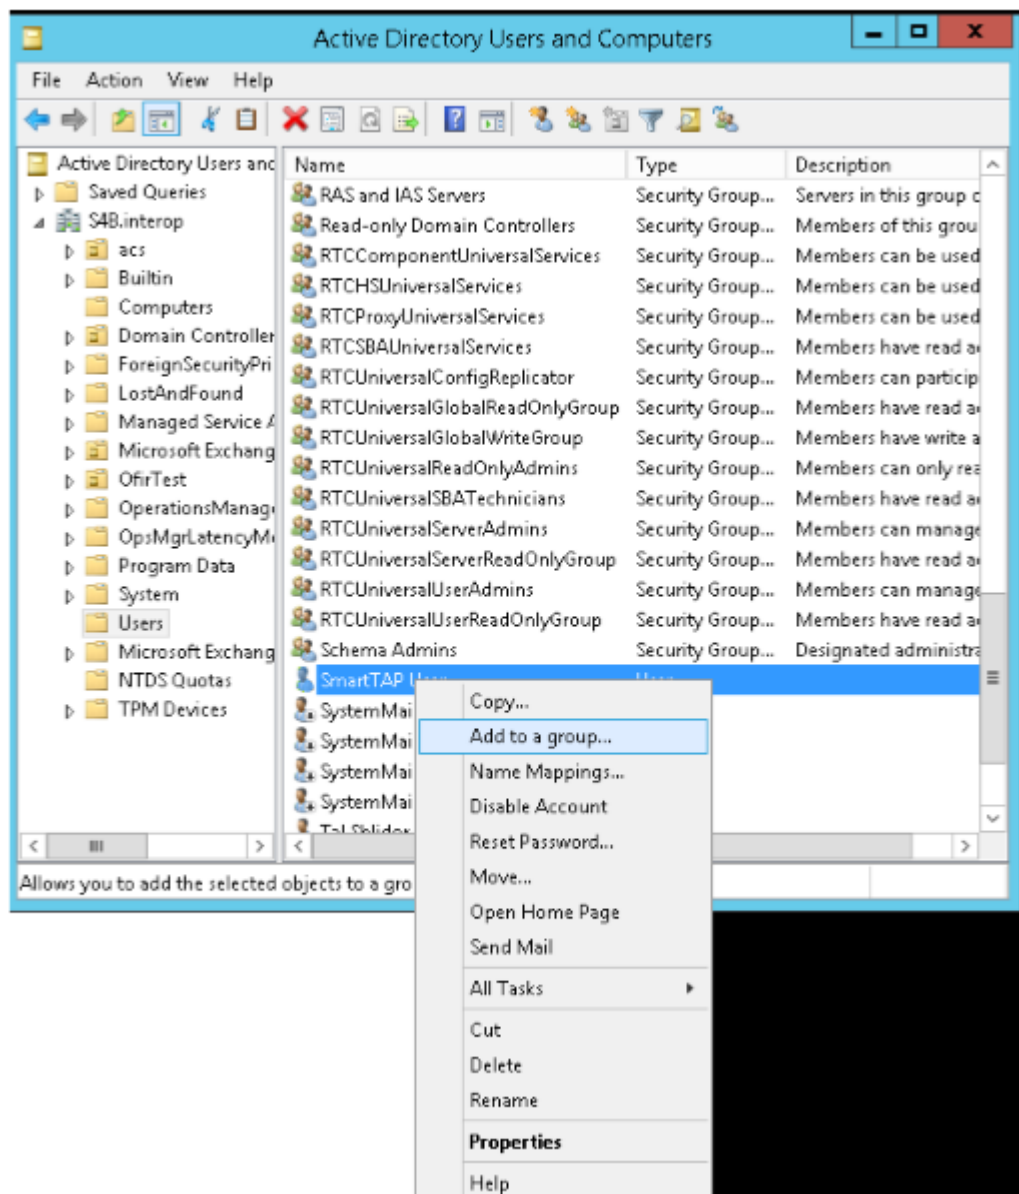 Active Directory Users and Computers
File Action View Help
Active Directory Users and
Saved Queries
S4B.interop
acs
Builtin
Computers
Domain Controller
ForeignSecurityPri
LostAndFound
Managed Service A
Microsoft Exchang
OfirTest
OperationsManag
OpsMgrLatencyM
Program Data
System
Users
Microsoft Exchang
NTDS Quotas
TPM Devices
Name Type Description
RAS and IAS Servers Security Group... Servers in this group c
Read-only Domain Controllers Security Group... Members of this grou
RTCComponentUniversalServices Security Group... Members can be used
RTCHSUniversalServices Security Group... Members can be used
RTCProxyUniversalServices Security Group... Members can be used
RTCSBAUniversalServices Security Group... Members have read a
RTCUniversalConfigReplicator Security Group... Members can particip
RTCUniversalGlobalReadOnlyGroup Security Group... Members have read a
RTCUniversalGlobalWriteGroup Security Group... Members have write a
RTCUniversalReadOnlyAdmins Security Group... Members can only rea
RTCUniversalSBATechnicians Security Group... Members have read a
RTCUniversalServerAdmins Security Group... Members can manage
RTCUniversalServerReadOnlyGroup Security Group... Members have read a
RTCUniversalUserAdmins Security Group... Members can manage
RTCUniversalUserReadOnlyGroup Security Group... Members have read a
Schema Admins Security Group... Designated administra
SmartTAP User User
SystemMai
SystemMai
SystemMai
SystemMai
Copy...
Add to a group...
Name Mappings...
Disable Account
Reset Password...
Move...
Open Home Page
Send Mail
All Tasks
Cut
Delete
Rename
Properties
Help
Allows you to add the selected objects to a gro